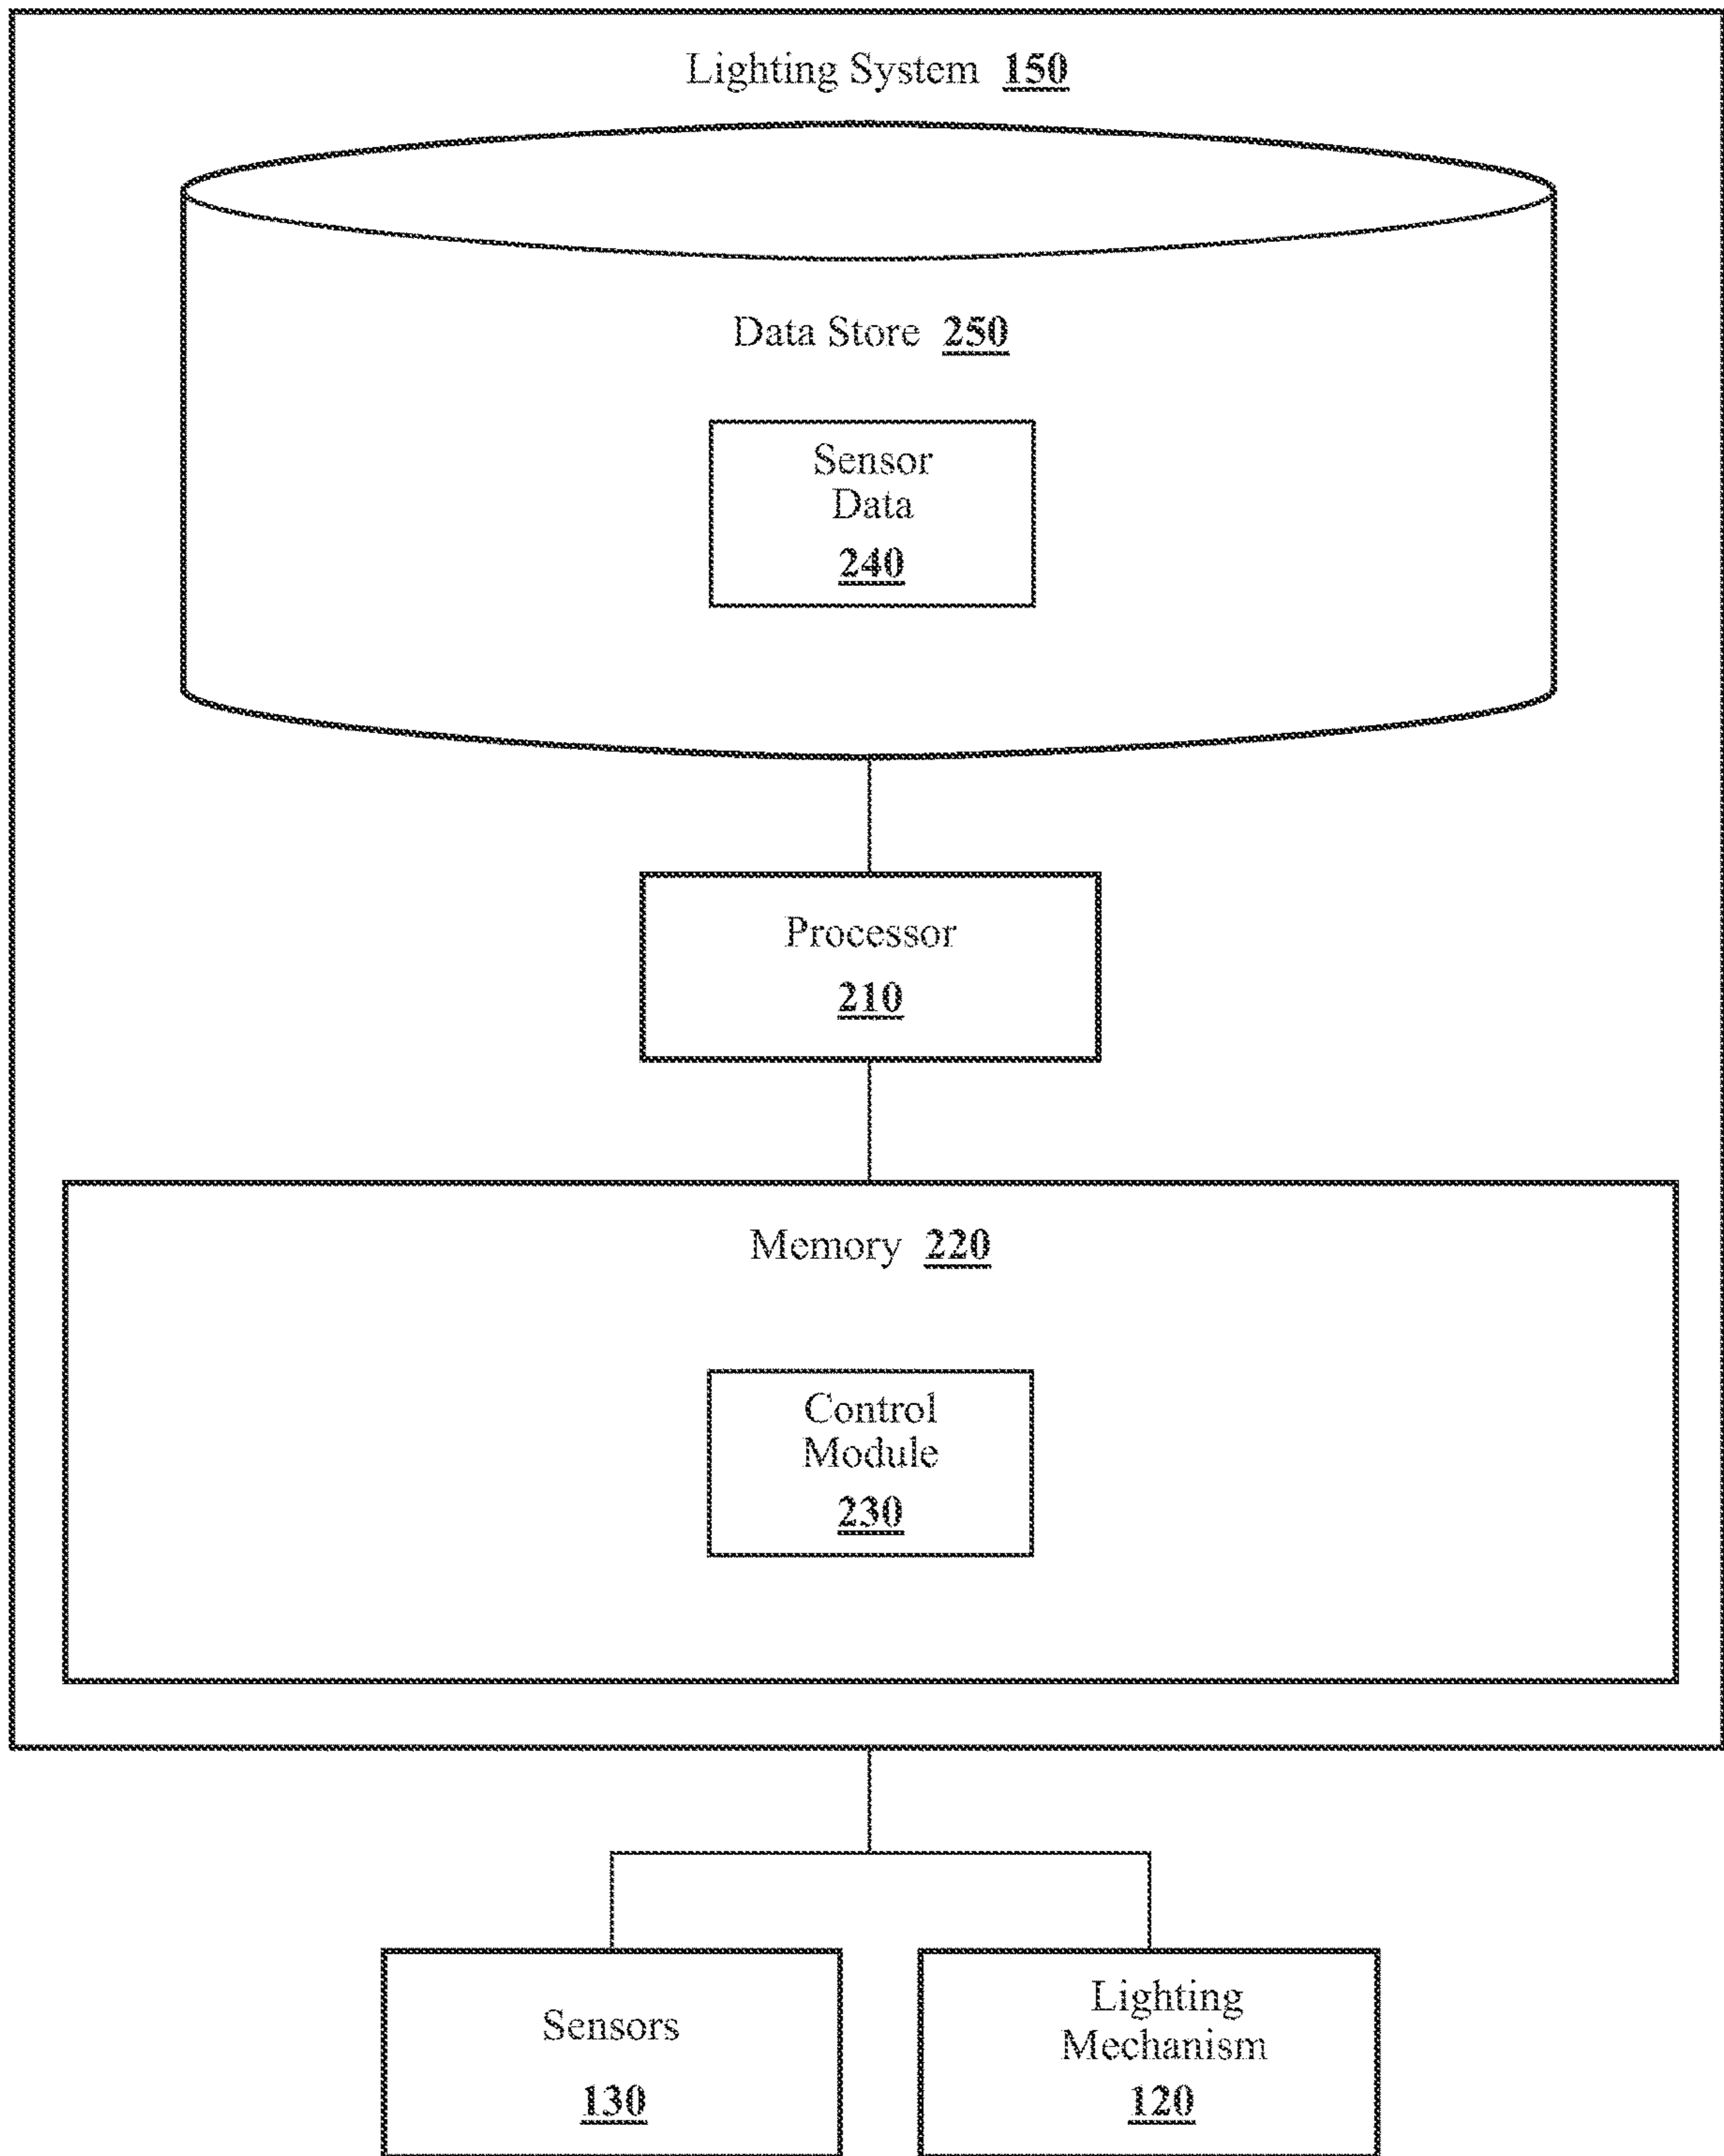 Lighting System 150
Data Store 250
Sensor
Data
240
Processor
210
Memory 220
Control
Module
230
Sensors
130
Lighting
Mechanism
120